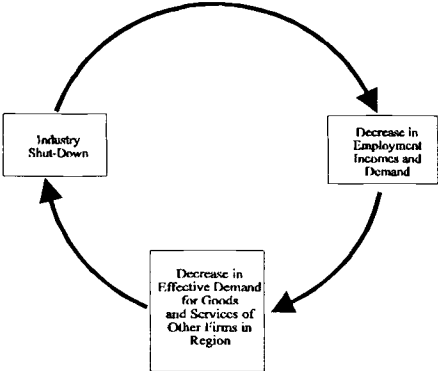 Industry
Shut-Down
Decrease in
Employment
Incomes and
Demand
Decrease in
Effective Demand
for Goods
and Services of
Other Firms in
Region